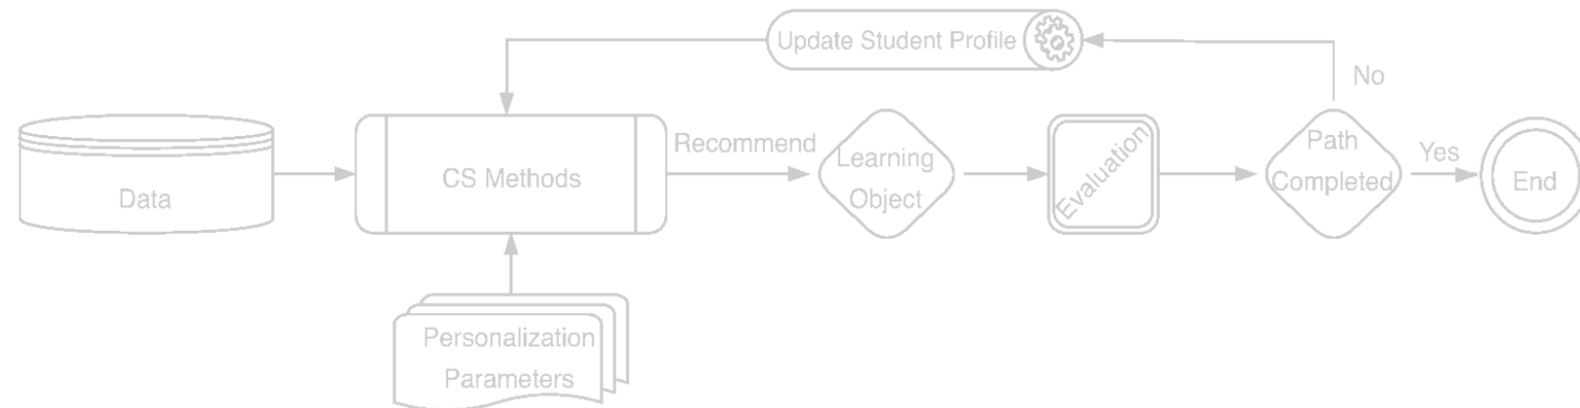 Update Student Profile
No
Data
CS Methods
Recommend
Learning
Object
Evaluation
Path
Completed
Yes
End
Personalization
Parameters